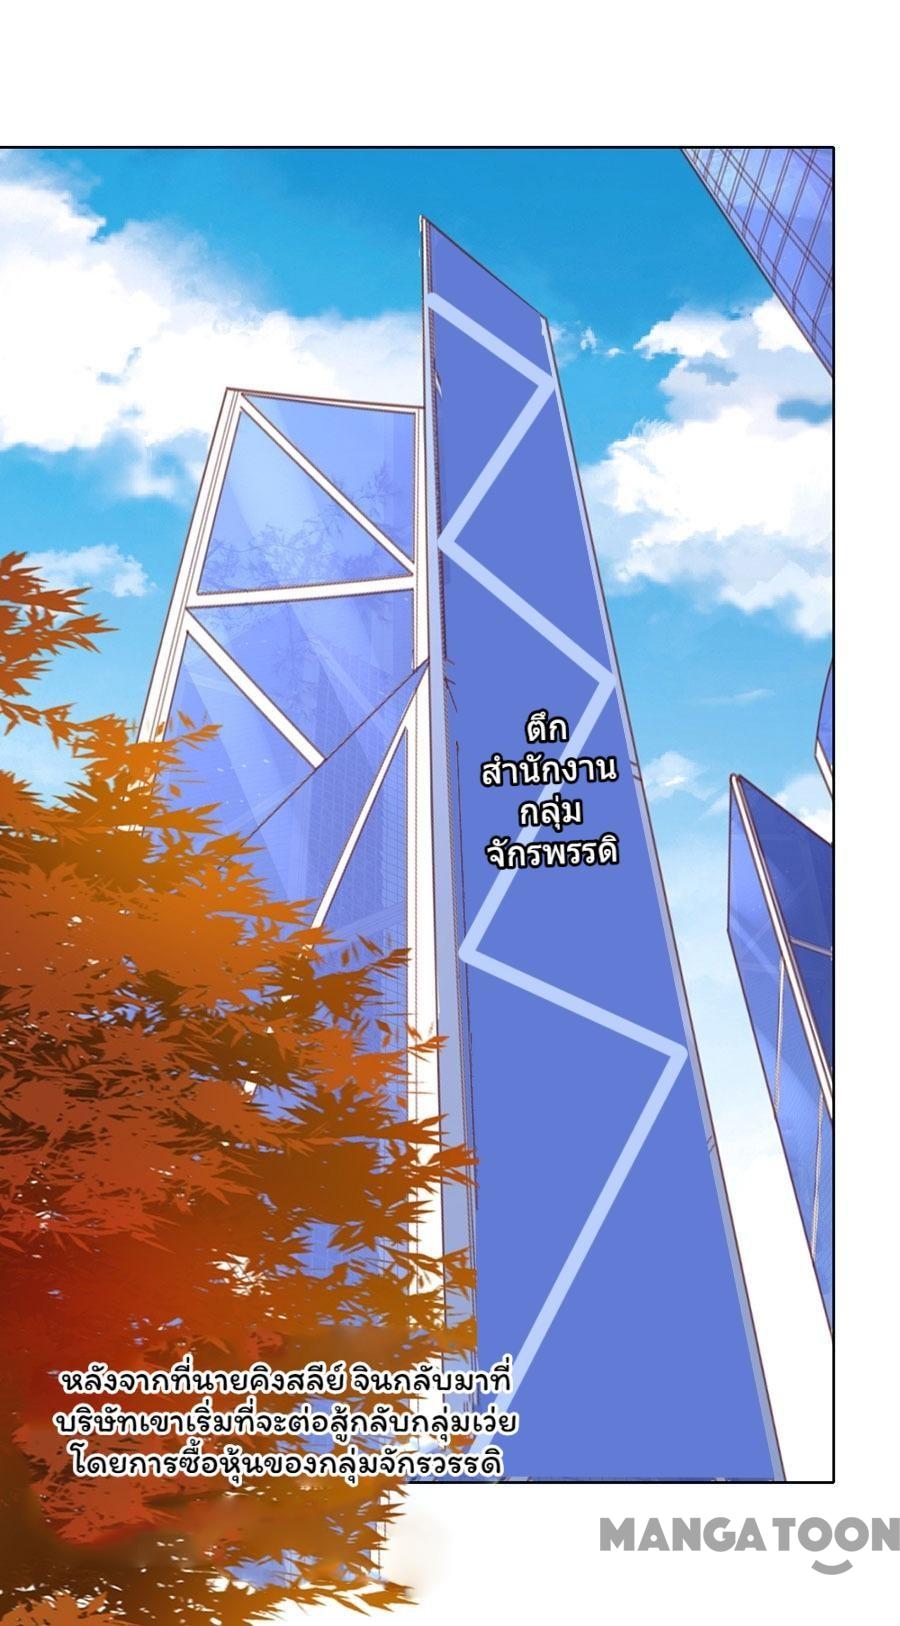 ตึก
สำนักงาน
กลุ่ม
จักรพรรดิ
หลังจากที่นายคิงสลีย์ จินกลับมาที่
บริษัทเขาเริ่มที่จะต่อสู้กลับกลุ่มเว่ย
โดยการซื้อหุ้นของกลุ่มจักรวรรดิ
MANGATOON